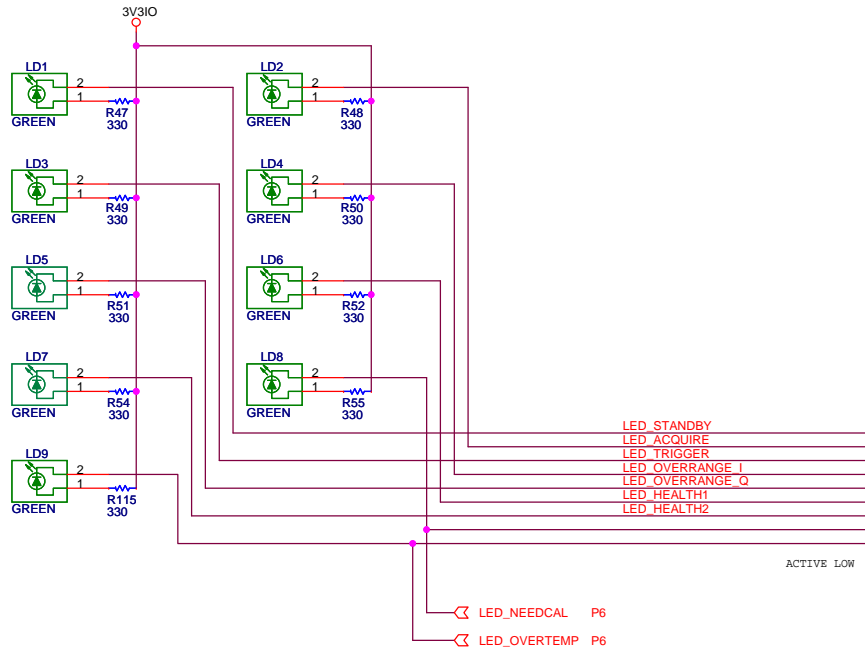 3V3IO
LD1
2
1
GREEN
R47
330
LD2
2
1
GREEN
R48
330
LD3
2
1
GREEN
R49
330
LD4
2
1
GREEN
R50
330
LD5
2
1
GREEN
R51
330
LD6
2
1
GREEN
R52
330
LD7
2
1
GREEN
R54
330
LD8
2
1
GREEN
R55
330
LD9
2
1
GREEN
R115
330
LED_STANDBY
LED_ACQUIRE
LED_TRIGGER
LED_OVERRANGE_I
LED_OVERRANGE_Q
LED_HEALTH1
LED_HEALTH2
ACTIVE LOW
LED_NEEDCAL P6
LED_OVERTEMP P6